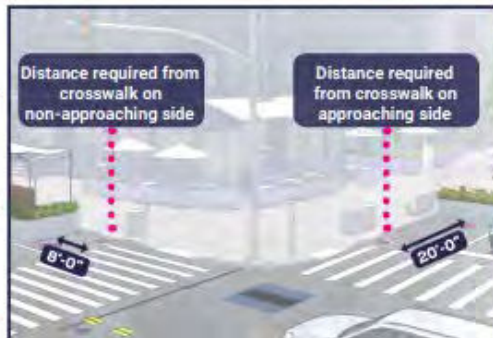 Distance required from
crosswalk on
non-approaching side
Distance required
from crosswalk on
approaching side
8'-0"
20'-0"